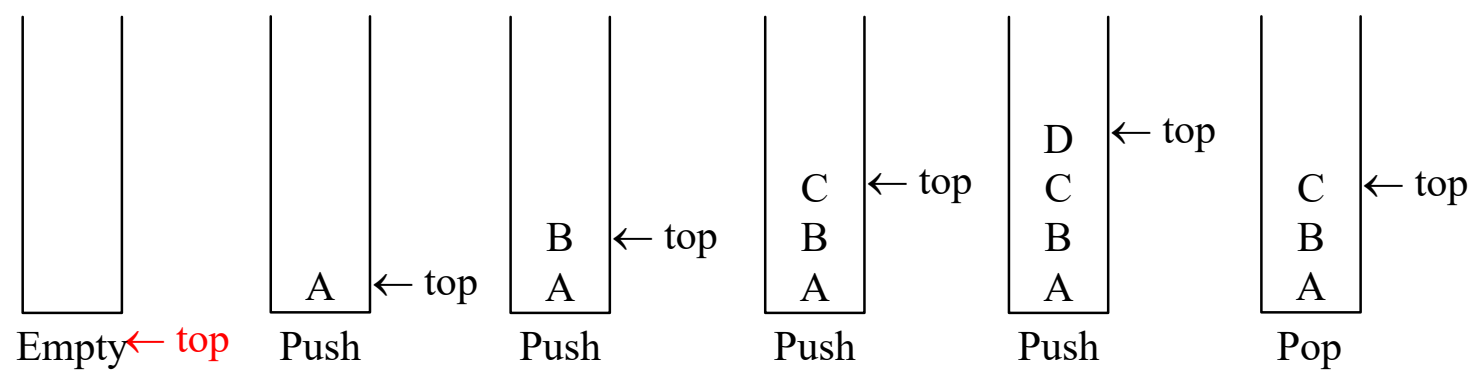 D ← top
C ← top C C ← top
B ← top B B B
A ← top A A A A
Empty ← top Push Push Push Push Pop